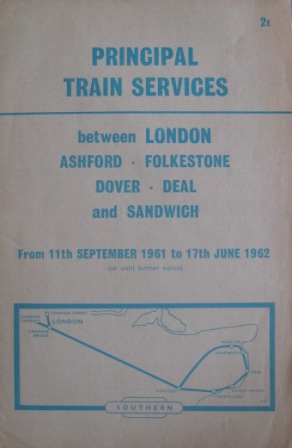 2E
PRINCIPAL
TRAIN SERVICES
between LONDON
ASHFORD · FOLKESTONE
DOVER · DEAL
and SANDWICH
From 11th SEPTEMBER 1961 to 17th JUNE 1962
(or until further notice)
LONDON
SOUTHERN